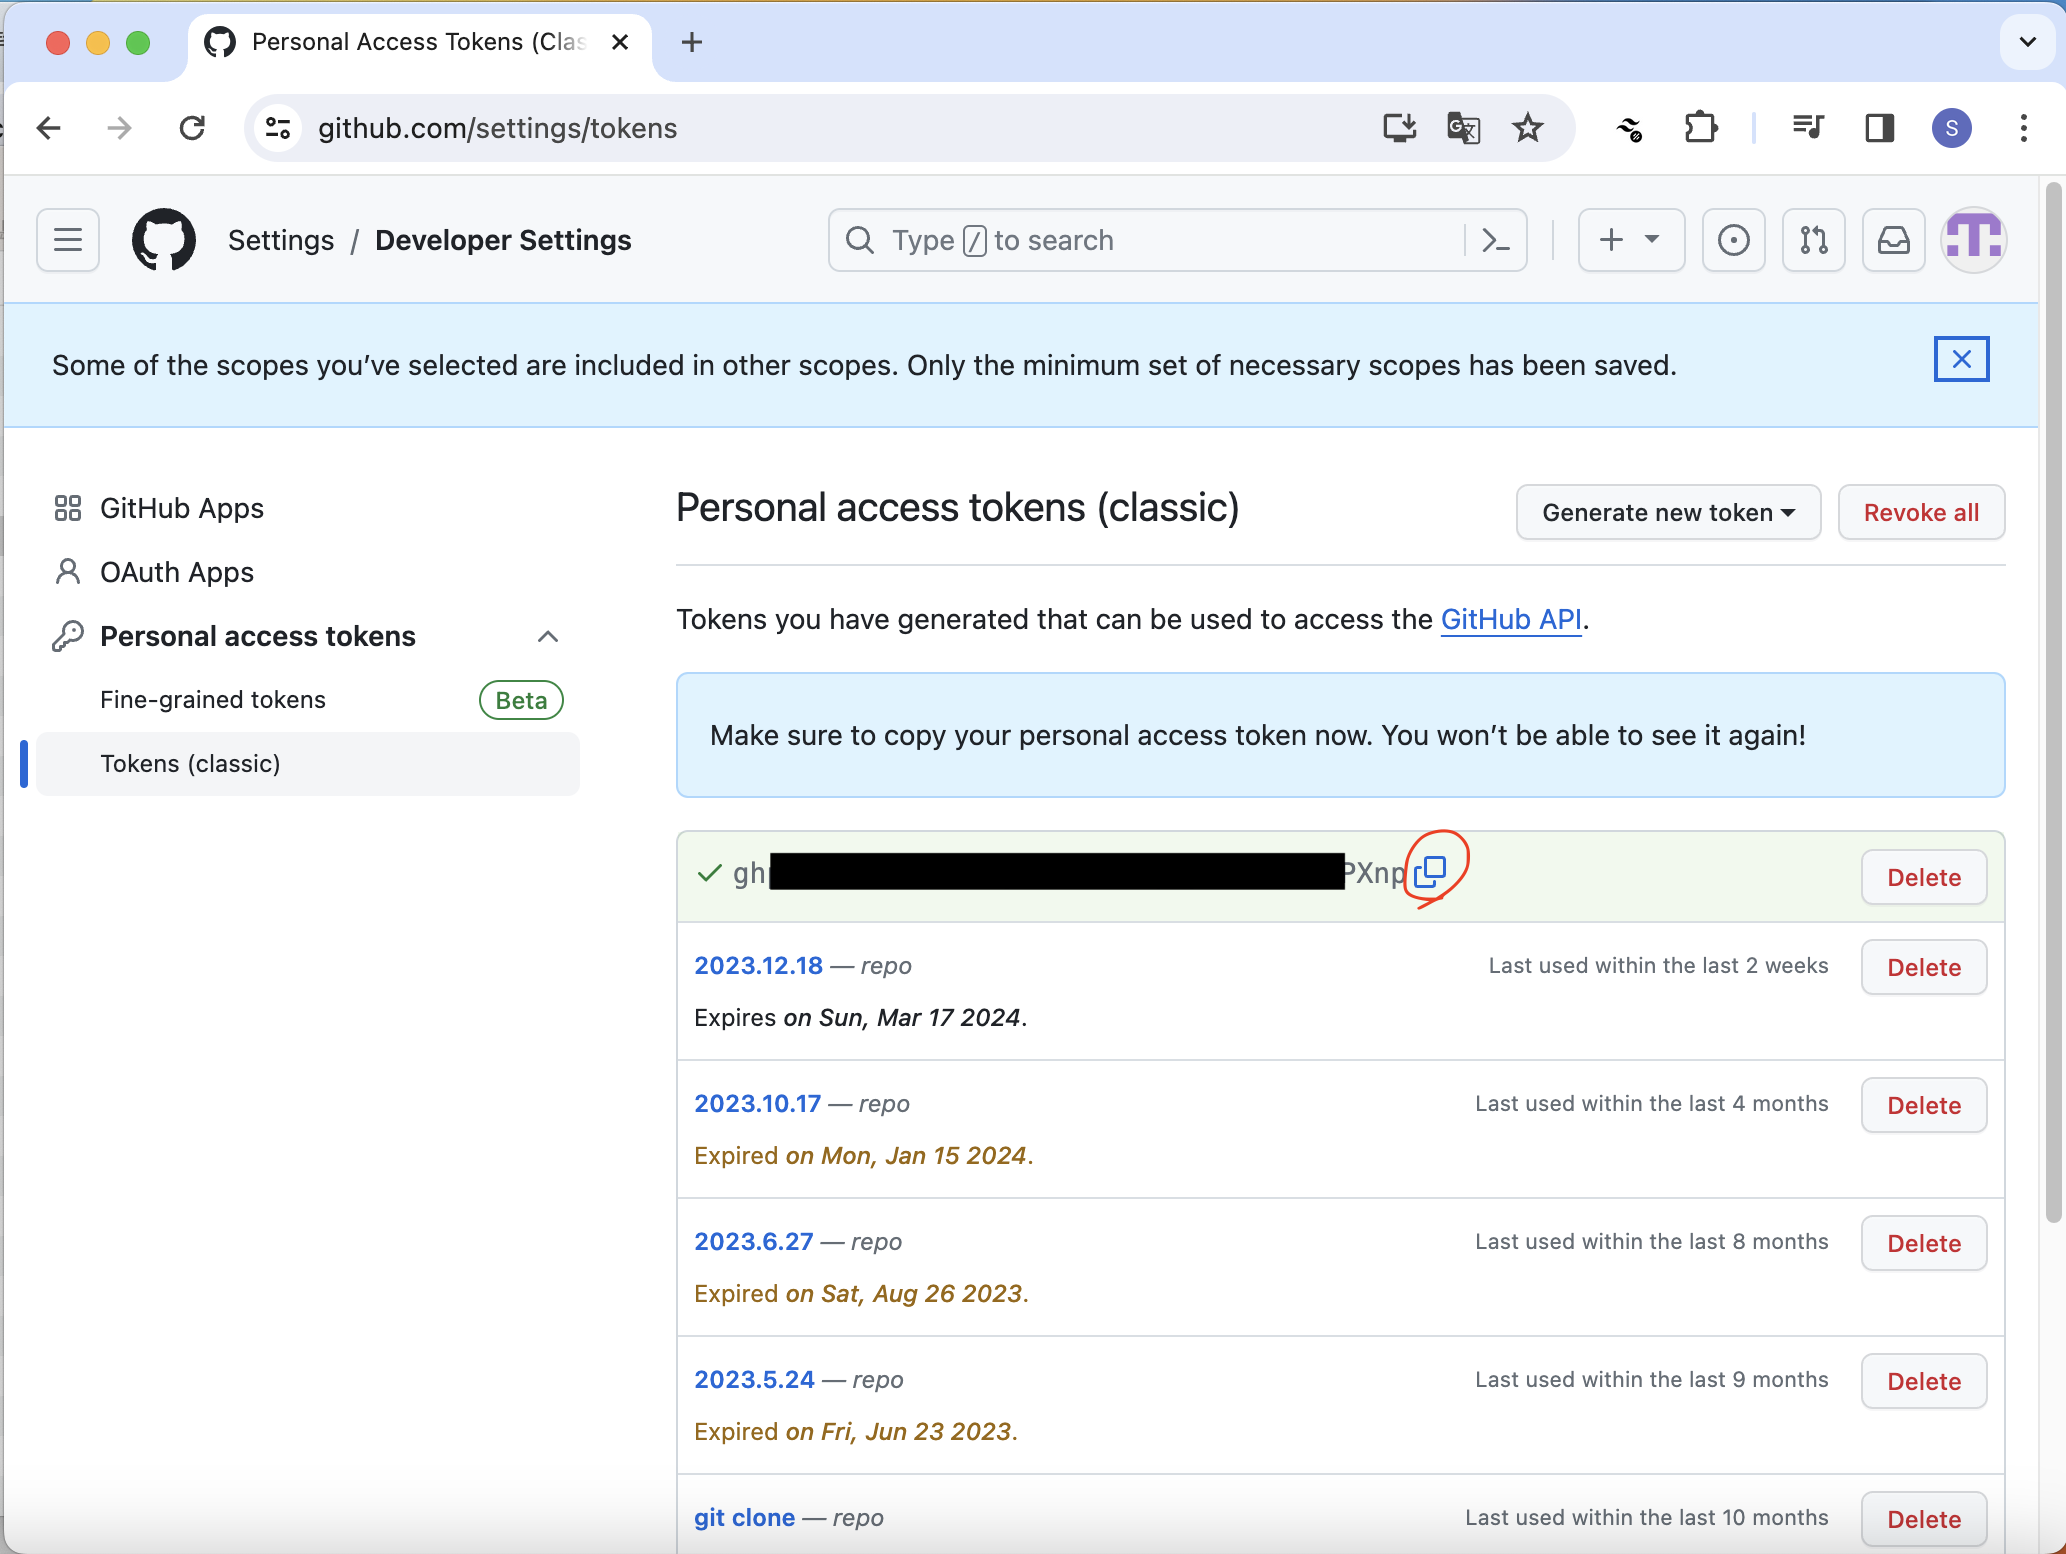 Personal Access Tokens (Clas
github.com/settings/tokens
S
Settings / Developer Settings
Type / to search
Some of the scopes you’ve selected are included in other scopes. Only the minimum set of necessary scopes has been saved.
GitHub Apps
OAuth Apps
Personal access tokens
Fine-grained tokens Beta
Tokens (classic)
Personal access tokens (classic)
Generate new token
Revoke all
Tokens you have generated that can be used to access the GitHub API.
Make sure to copy your personal access token now. You won’t be able to see it again!
gh PXnp Delete
2023.12.18 — repo Last used within the last 2 weeks Delete
Expires on Sun, Mar 17 2024.
2023.10.17 — repo Last used within the last 4 months Delete
Expired on Mon, Jan 15 2024.
2023.6.27 — repo Last used within the last 8 months Delete
Expired on Sat, Aug 26 2023.
2023.5.24 — repo Last used within the last 9 months Delete
Expired on Fri, Jun 23 2023.
git clone — repo Last used within the last 10 months Delete